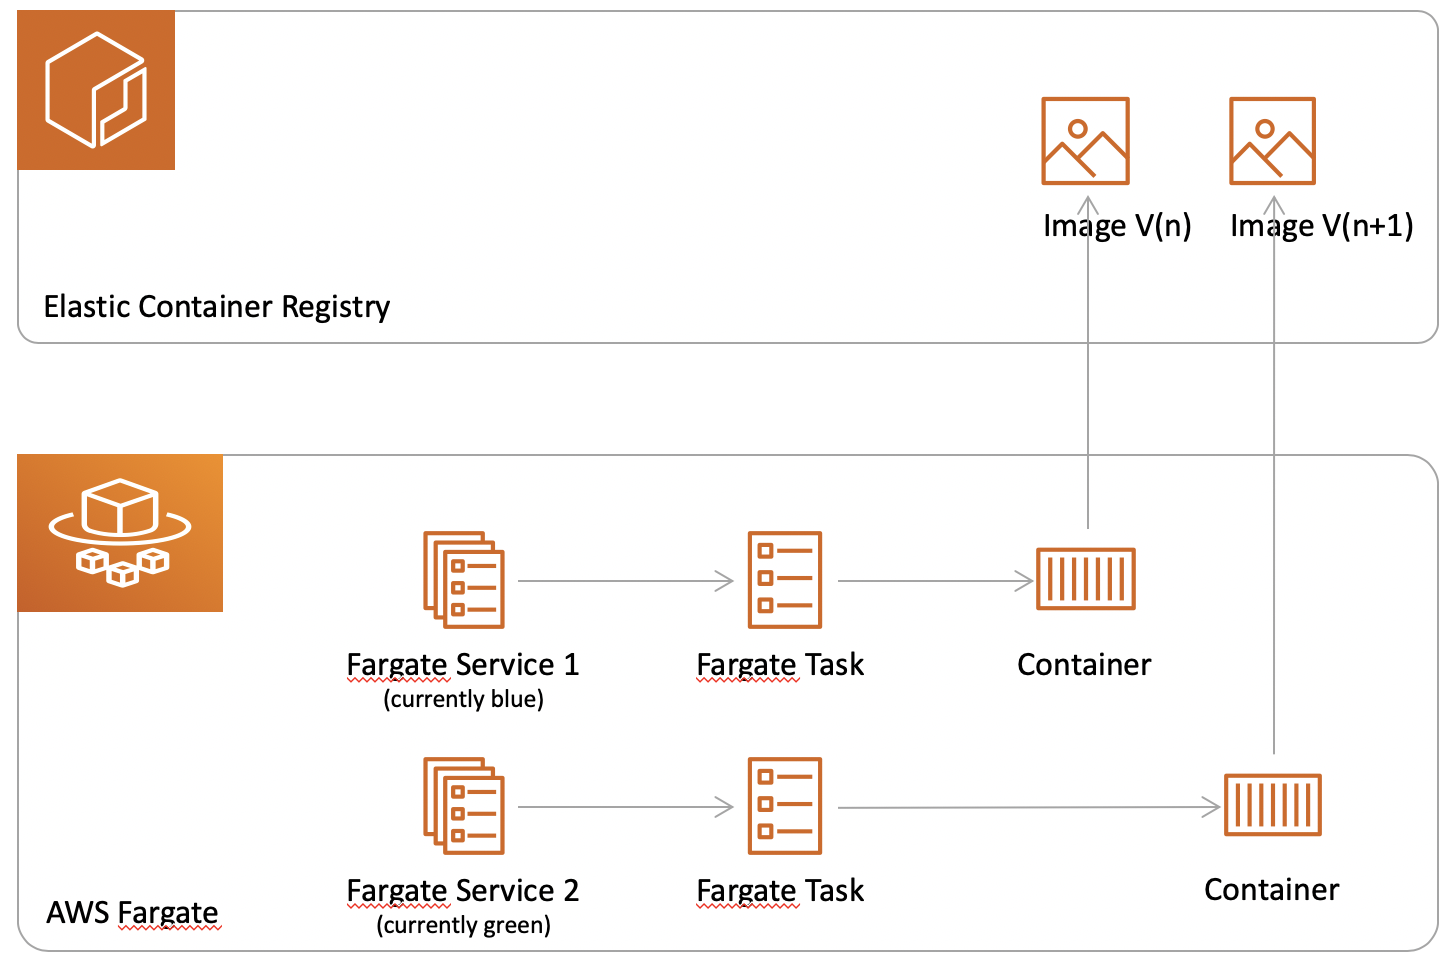 Image V(n)
Image V(n+1)
Elastic Container Registry
Fargate Service 1
(currently blue)
Fargate Task
Container
Fargate Service 2
(currently green)
Fargate Task
Container
AWS Fargate